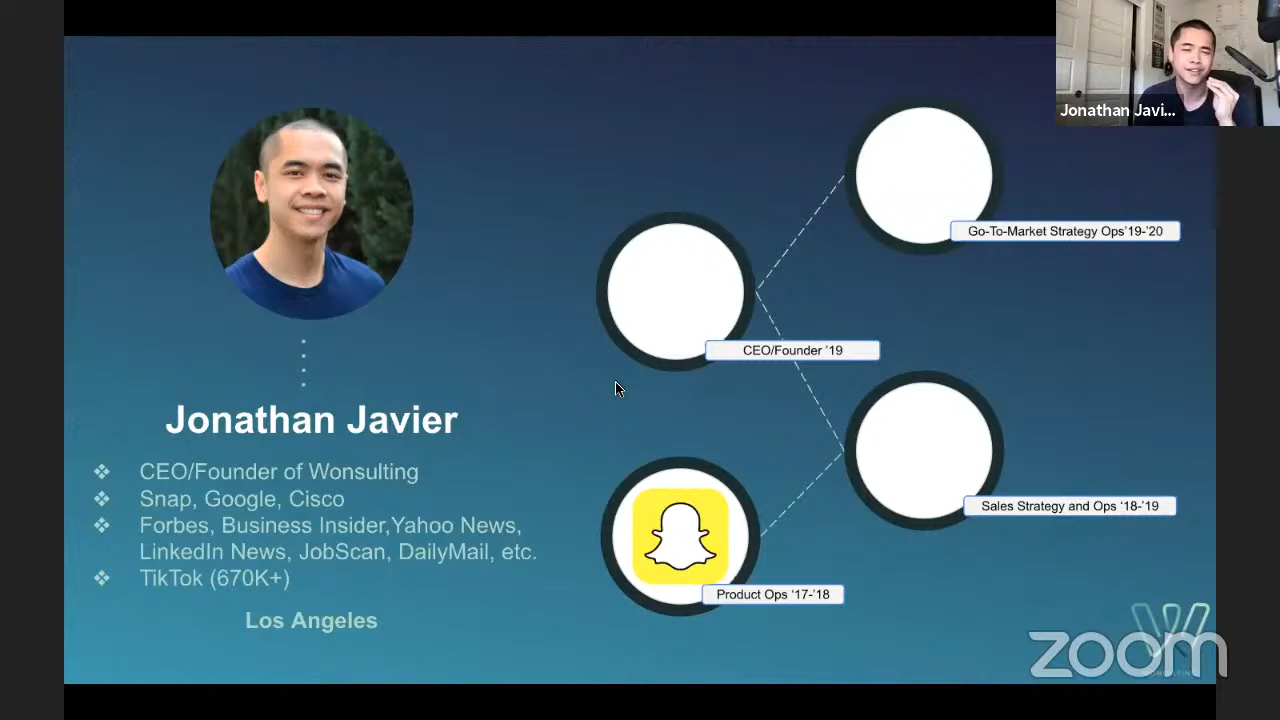 Jonathan Javi...
Go-To-Market Strategy Ops'19-'20
CEO/Founder '19
Jonathan Javier
❖ CEO/Founder of Wonsulting
❖ Snap, Google, Cisco
❖ Forbes, Business Insider,Yahoo News,
LinkedIn News, JobScan, DailyMail, etc.
❖ TikTok (670K+)
Los Angeles
Sales Strategy and Ops ‘18-’19
Product Ops ‘17-’18
zoom